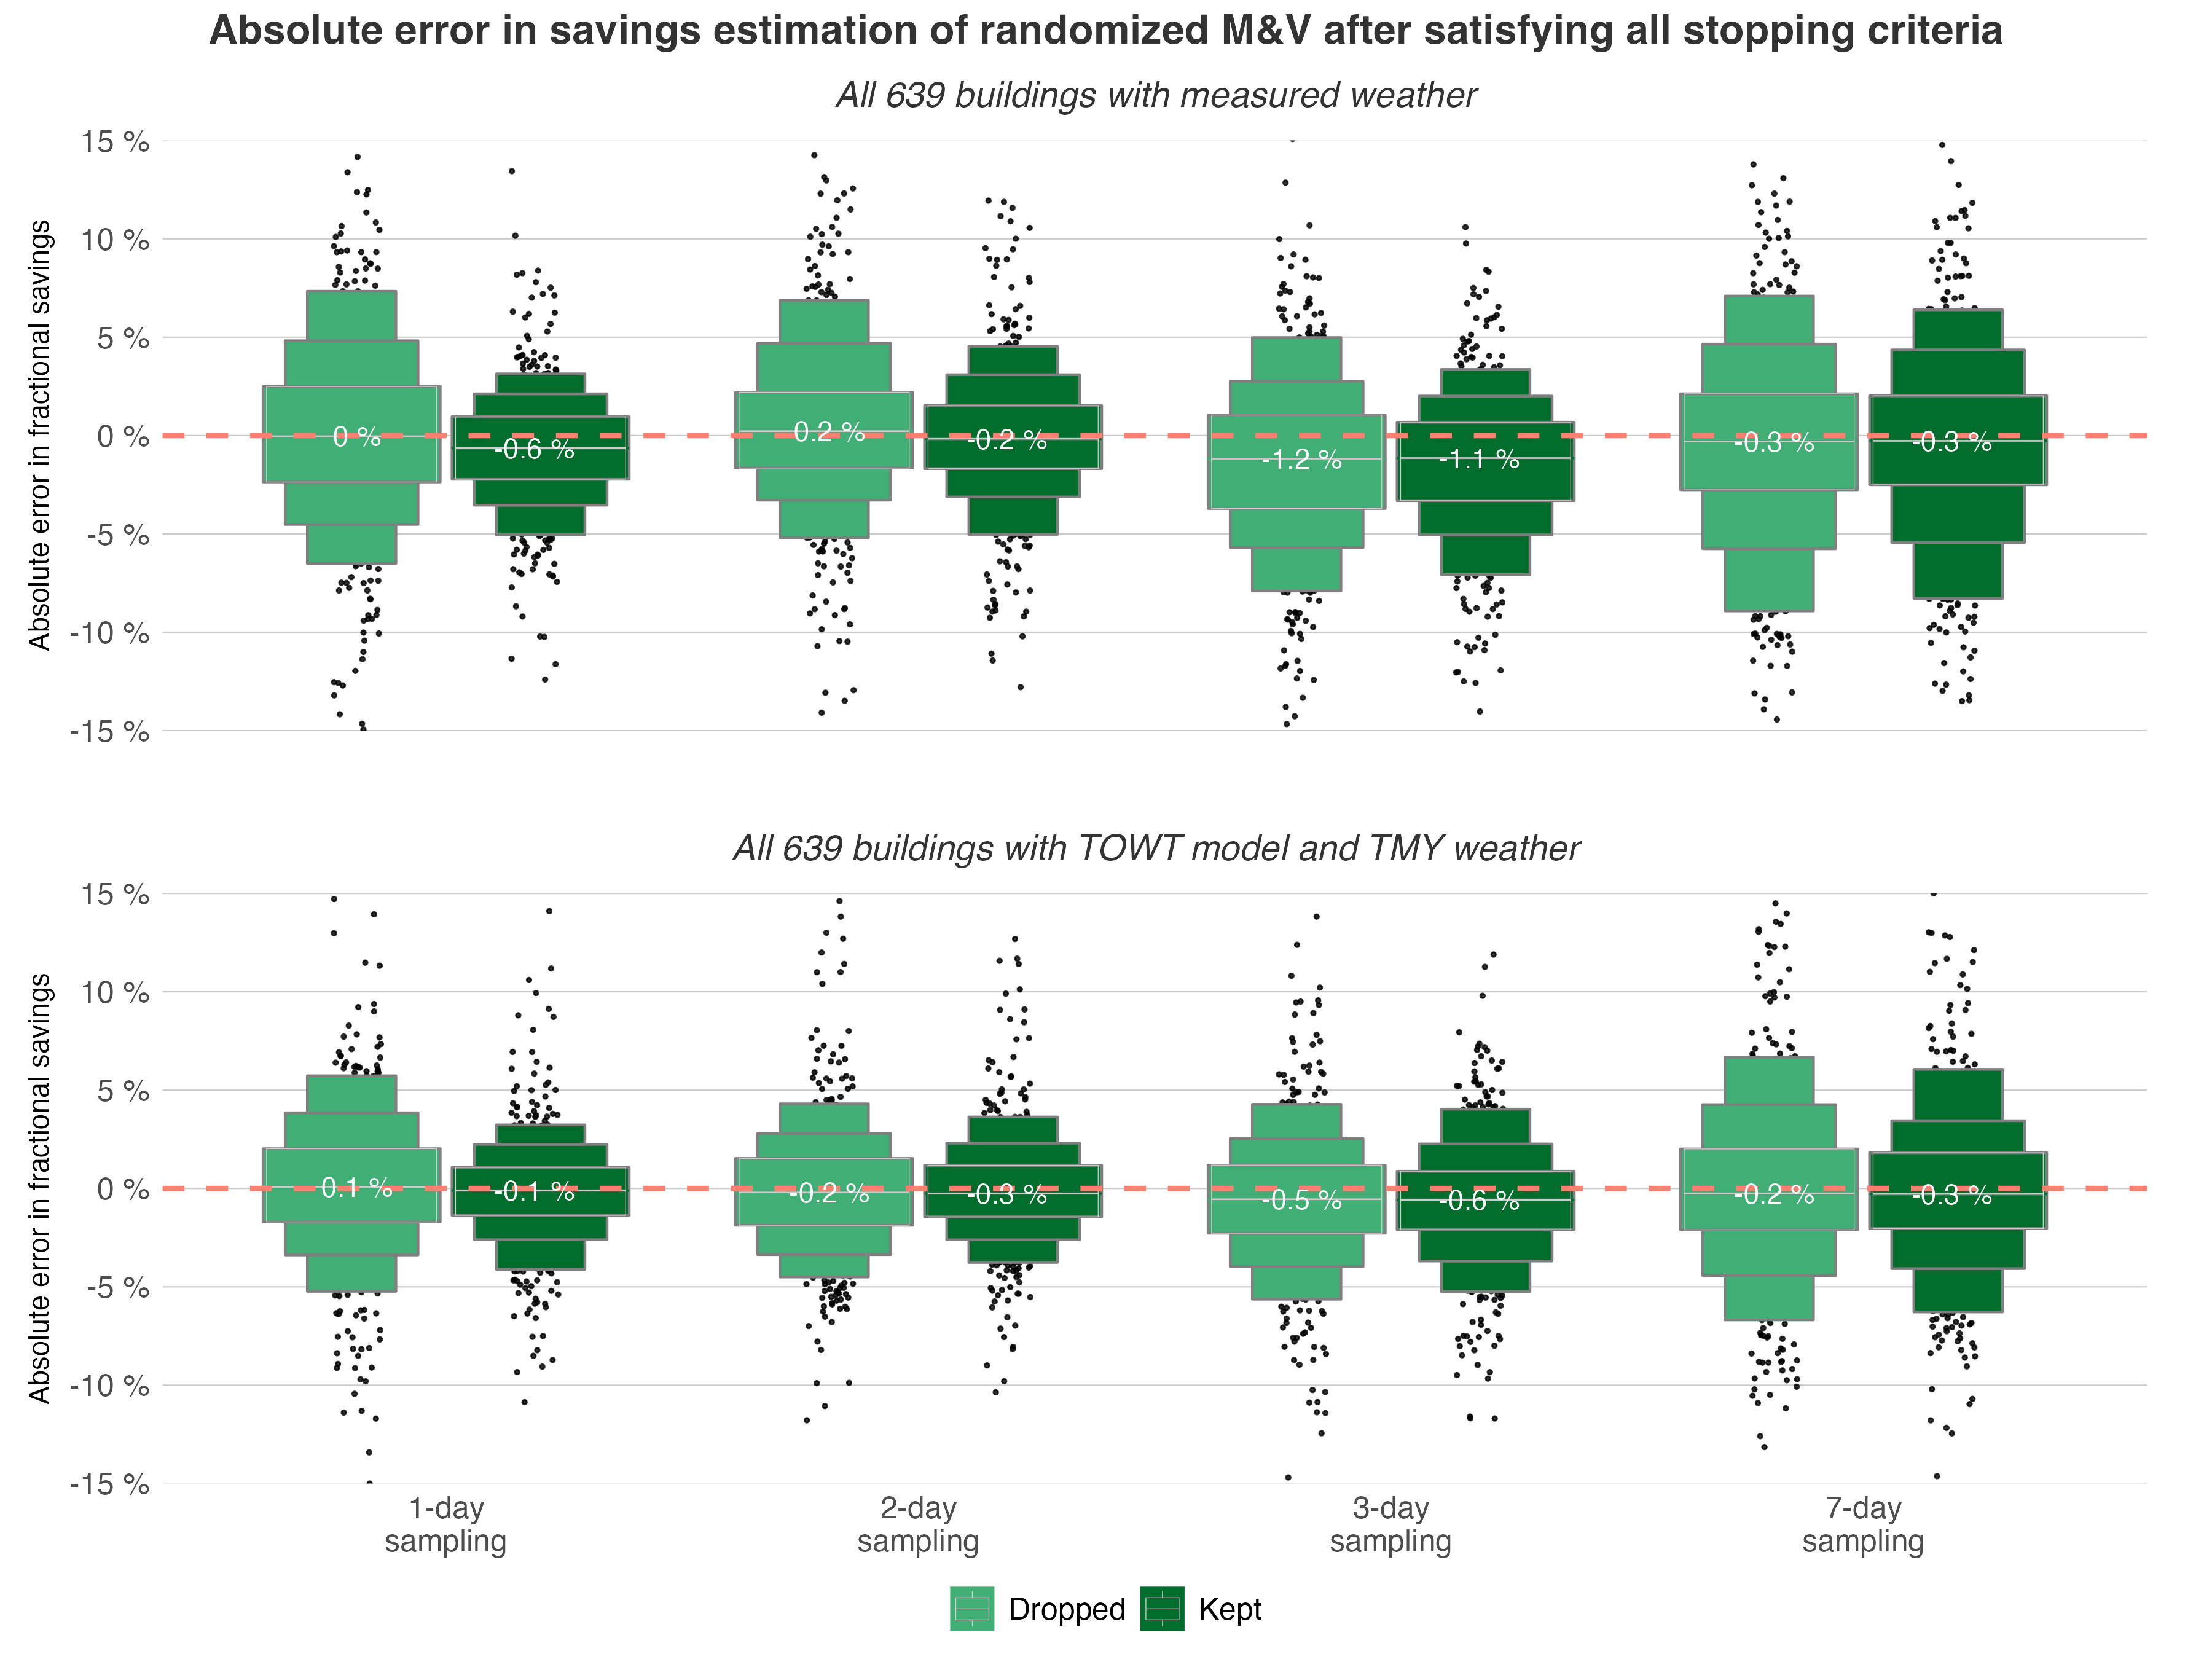 Absolute error in savings estimation of randomized M&V after satisfying all stopping criteria
All 639 buildings with measured weather
Absolute error in fractional savings
15 %
10 %
5 %
0 %
-5 %
-10 %
-15 %
0 %
-0.6 %
0.2 %
-0.2 %
-1.2 %
-1.1 %
-0.3 %
-0.3 %
All 639 buildings with TOWT model and TMY weather
Absolute error in fractional savings
15 %
10 %
5 %
0 %
-5 %
-10 %
-15 %
0.1 %
-0.1 %
-0.2 %
-0.3 %
-0.5 %
-0.6 %
-0.2 %
-0.3 %
1-day
sampling
2-day
sampling
3-day
sampling
7-day
sampling
Dropped
Kept